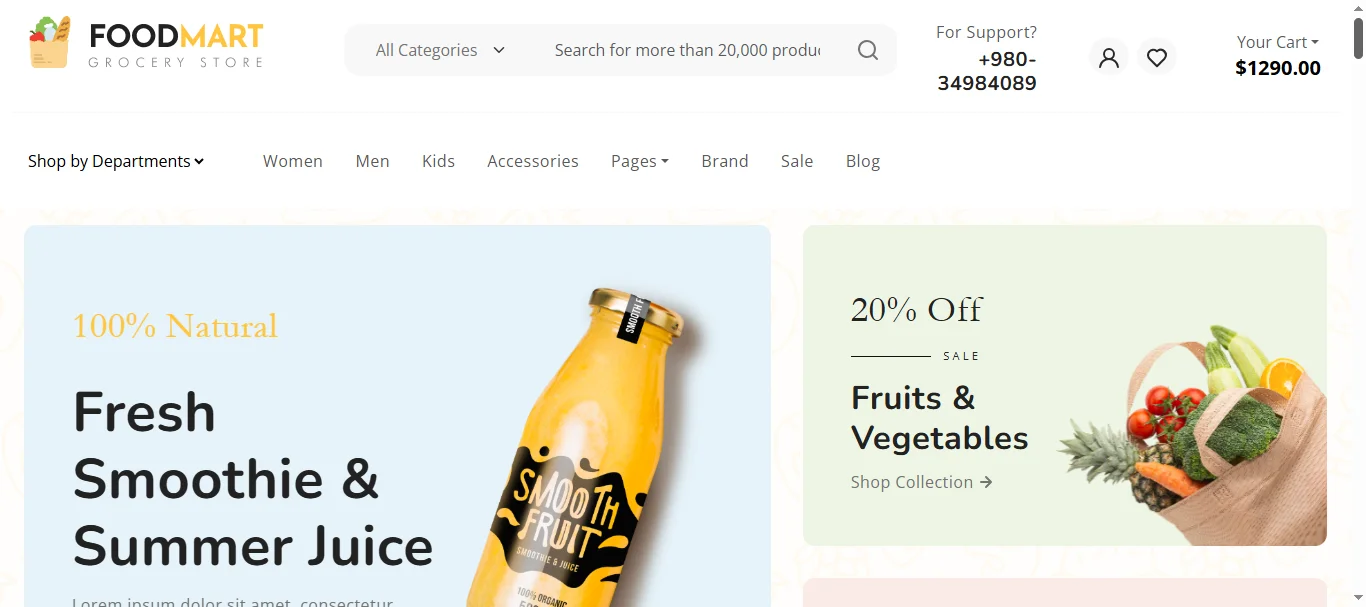 FOODMART
GROCERY STORE
All Categories
Search for more than 20,000 produc
For Support?
+980-
34984089
Your Cart
$1290.00
Shop by Departments
Women
Men
Kids
Accessories
Pages
Brand
Sale
Blog
100% Natural
Fresh
Smoothie &
Summer Juice
Lorem ipsum dolor sit amet, consectetur
SMOOTH F
SMOOTH
FRUIT
SMOOTHIE & JUICE
100% ORGANIC
20% Off
SALE
Fruits &
Vegetables
Shop Collection